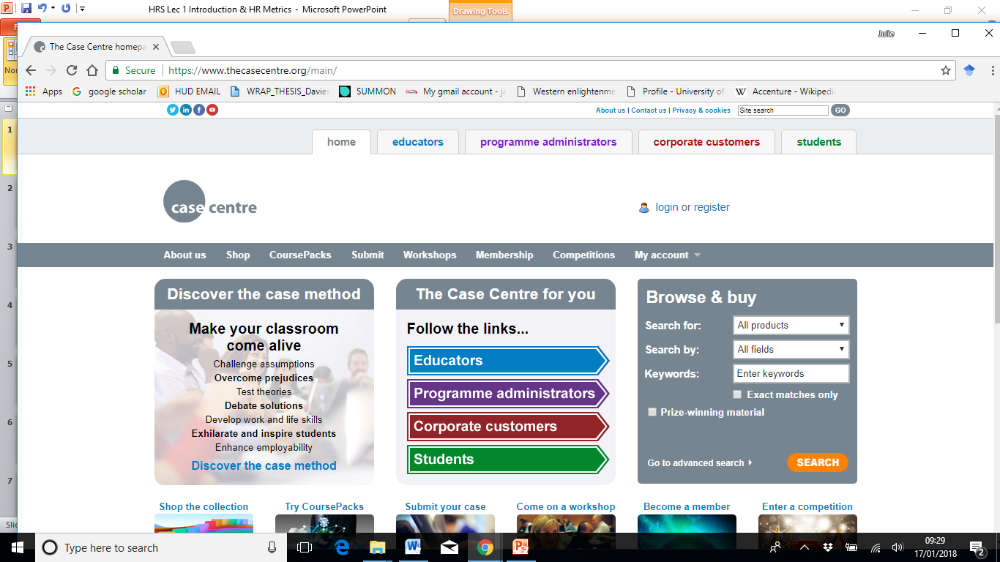 HRS Lec 1 Introduction & HR Metrics - Microsoft PowerPoint
Drawing Tools
Julie
The Case Centre homepa
Secure
https://www.thecasecentre.org/main/
Apps
google scholar
HUD EMAIL
WRAP_THESIS_Davies
SUMMON
My gmail account - ja
Western enlightenme
Profile - University of
Accenture - Wikipedi
About us | Contact us | Privacy & cookies
Site search
GO
home
educators
programme administrators
corporate customers
students
case centre
login or register
About us
Shop
CoursePacks
Submit
Workshops
Membership
Competitions
My account
Discover the case method
Make your classroom
come alive
Challenge assumptions
Overcome prejudices
Test theories
Debate solutions
Develop work and life skills
Exhilarate and inspire students
Enhance employability
Discover the case method
The Case Centre for you
Follow the links...
Educators
Programme administrators
Corporate customers
Students
Browse & buy
Search for:
All products
Search by:
All fields
Keywords:
Enter keywords
Exact matches only
Prize-winning material
Go to advanced search
SEARCH
Shop the collection
Try CoursePacks
Submit your case
Come on a workshop
Become a member
Enter a competition
1
2
3
4
5
6
7
Type here to search
09:29
17/01/2018
2